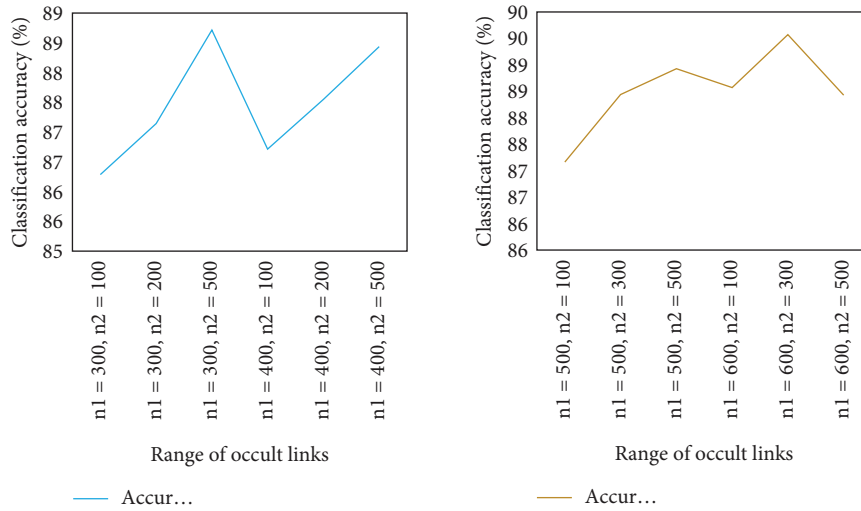 Classification accuracy (%)
89
89
88
88
87
87
86
86
85
n1 = 300, n2 = 100
n1 = 300, n2 = 200
n1 = 300, n2 = 500
n1 = 400, n2 = 100
n1 = 400, n2 = 200
n1 = 400, n2 = 500
Range of occult links
Accur…
Classification accuracy (%)
90
90
89
89
88
88
87
87
86
86
n1 = 500, n2 = 100
n1 = 500, n2 = 300
n1 = 500, n2 = 500
n1 = 600, n2 = 100
n1 = 600, n2 = 300
n1 = 600, n2 = 500
Range of occult links
Accur…